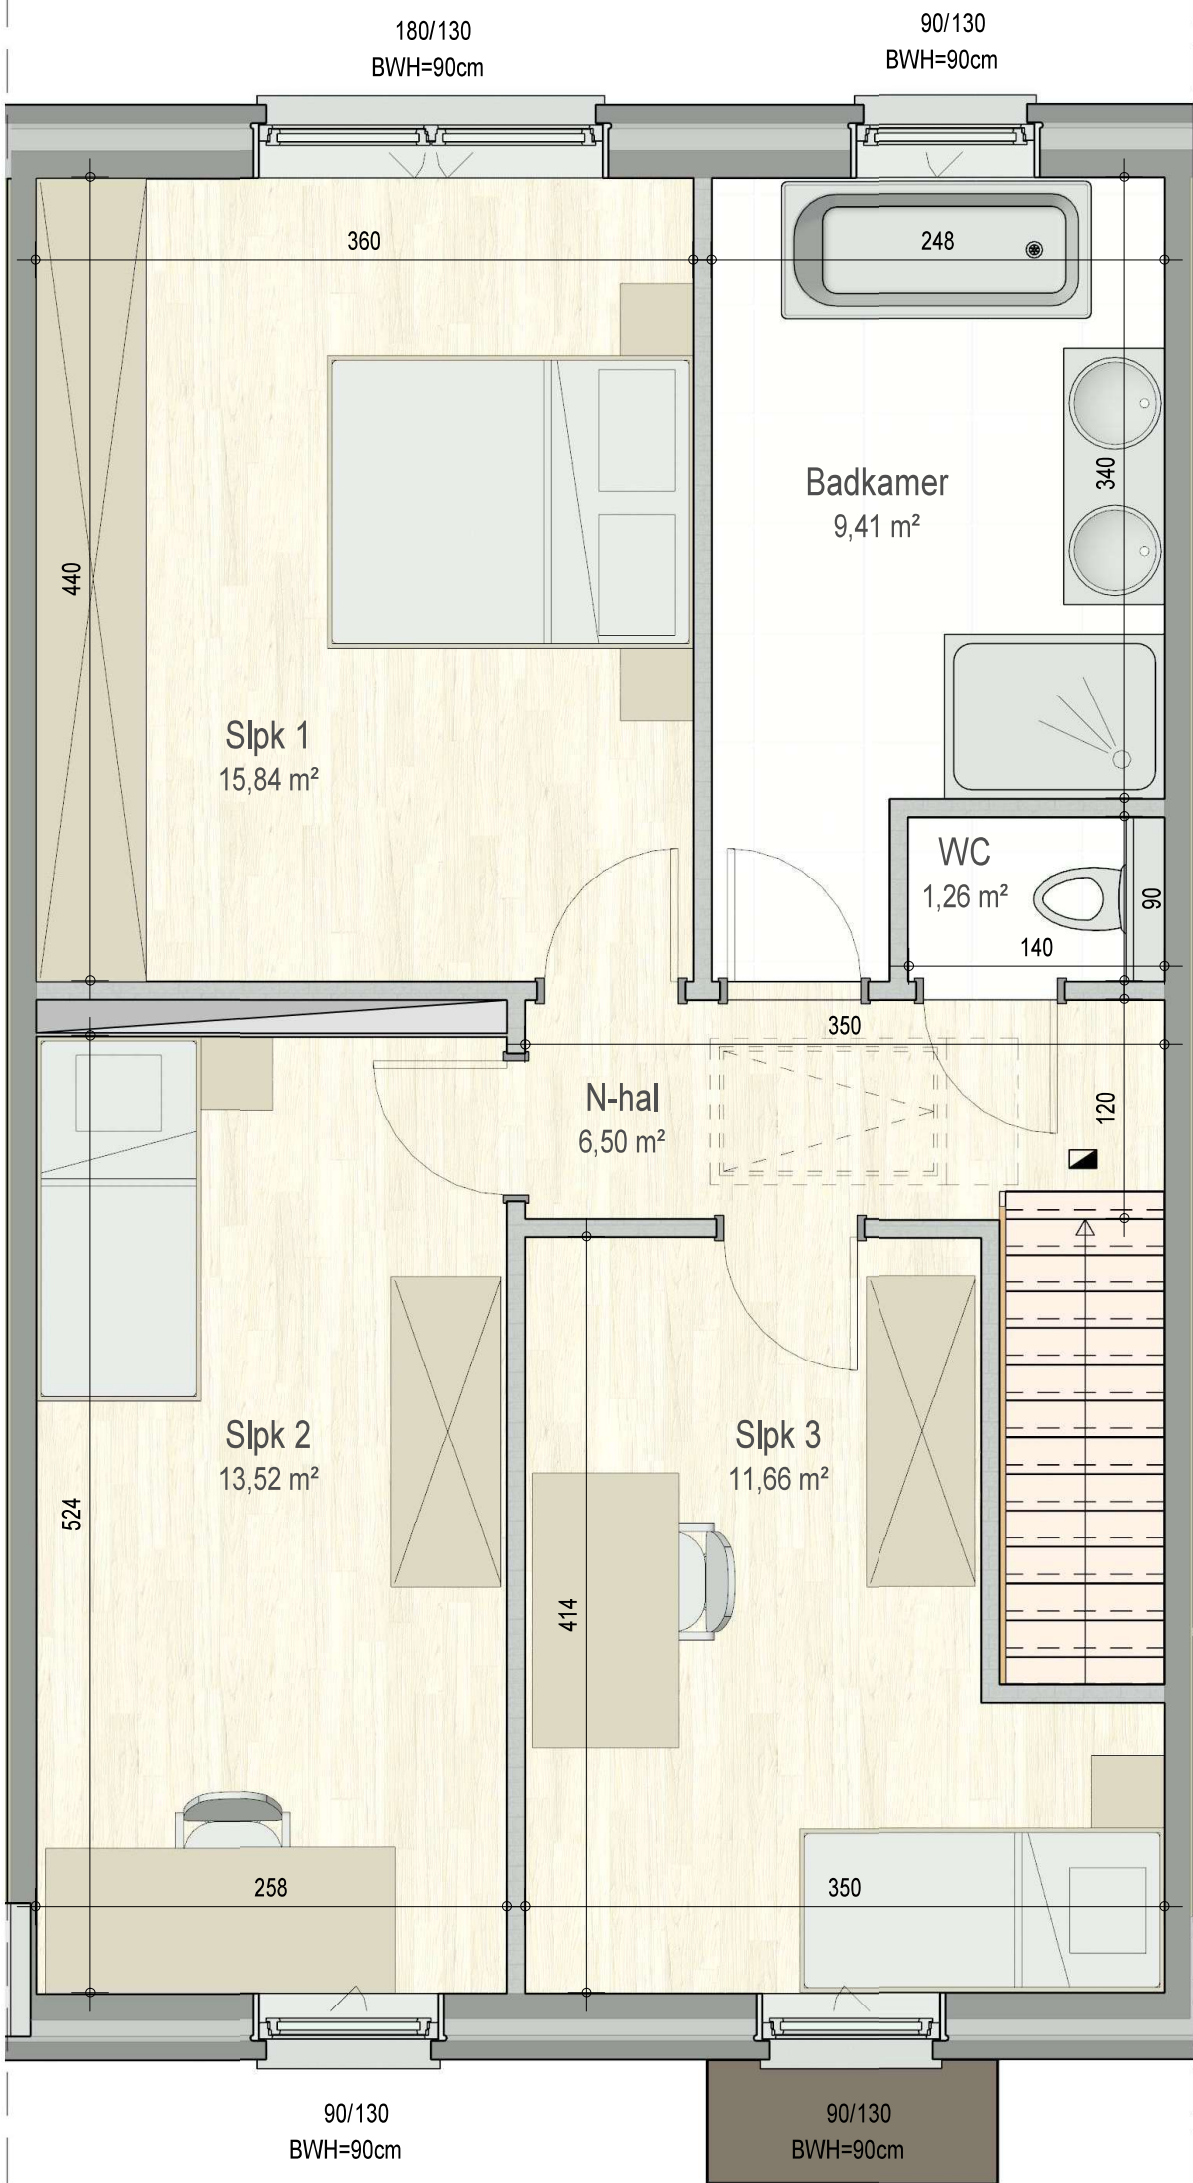 180/130
BWH=90cm
90/130
BWH=90cm
360
248
340
Badkamer
9,41 m²
440
Slpk 1
15,84 m²
WC
1,26 m²
90
140
350
N-hal
6,50 m²
120
Slpk 2
13,52 m²
Slpk 3
11,66 m²
524
414
258
350
90/130
BWH=90cm
90/130
BWH=90cm